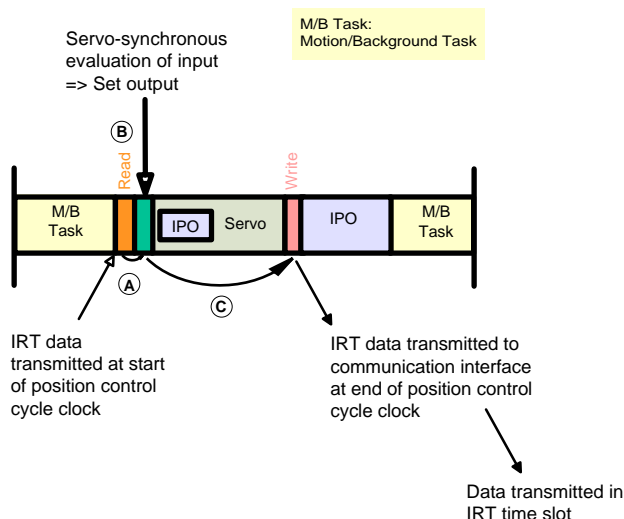 M/B Task:
Motion/Background Task
Servo-synchronous
evaluation of input
=> Set output
B
Read
Write
M/B
Task
IPO
Servo
IPO
M/B
Task
A
C
IRT data
transmitted at start
of position control
cycle clock
IRT data transmitted to
communication interface
at end of position control
cycle clock
Data transmitted in
IRT time slot